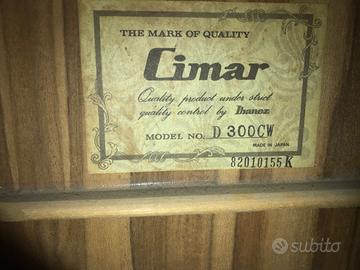 THE MARK OF QUALITY
Cimar
Quality product under strict
quality control by Ibanez
MODEL NO. D 300CW
MADE IN JAPAN
82010155 K
subito